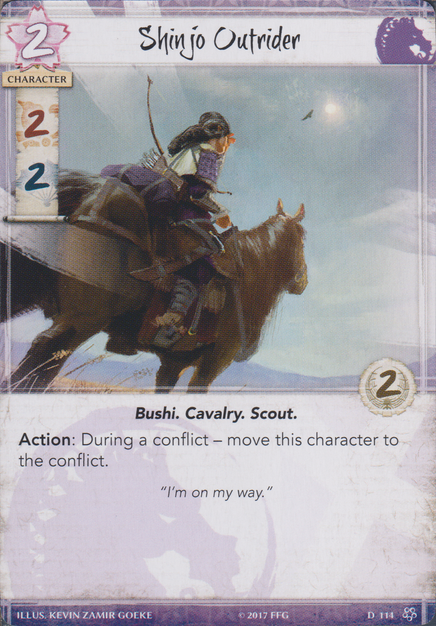 2
Shinjo Outrider
CHARACTER
2
2
2
Bushi. Cavalry. Scout.
Action: During a conflict – move this character to
the conflict.
“I’m on my way.”
ILLUS. KEVIN ZAMIR GOEKE © 2017 FFG D 114